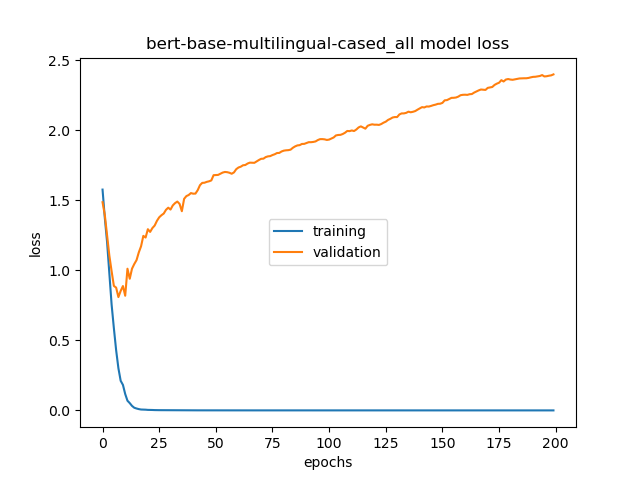 bert-base-multilingual-cased_all model loss
2.5
2.0
1.5
1.0
0.5
0.0
loss
training
validation
0 25 50 75 100 125 150 175 200
epochs